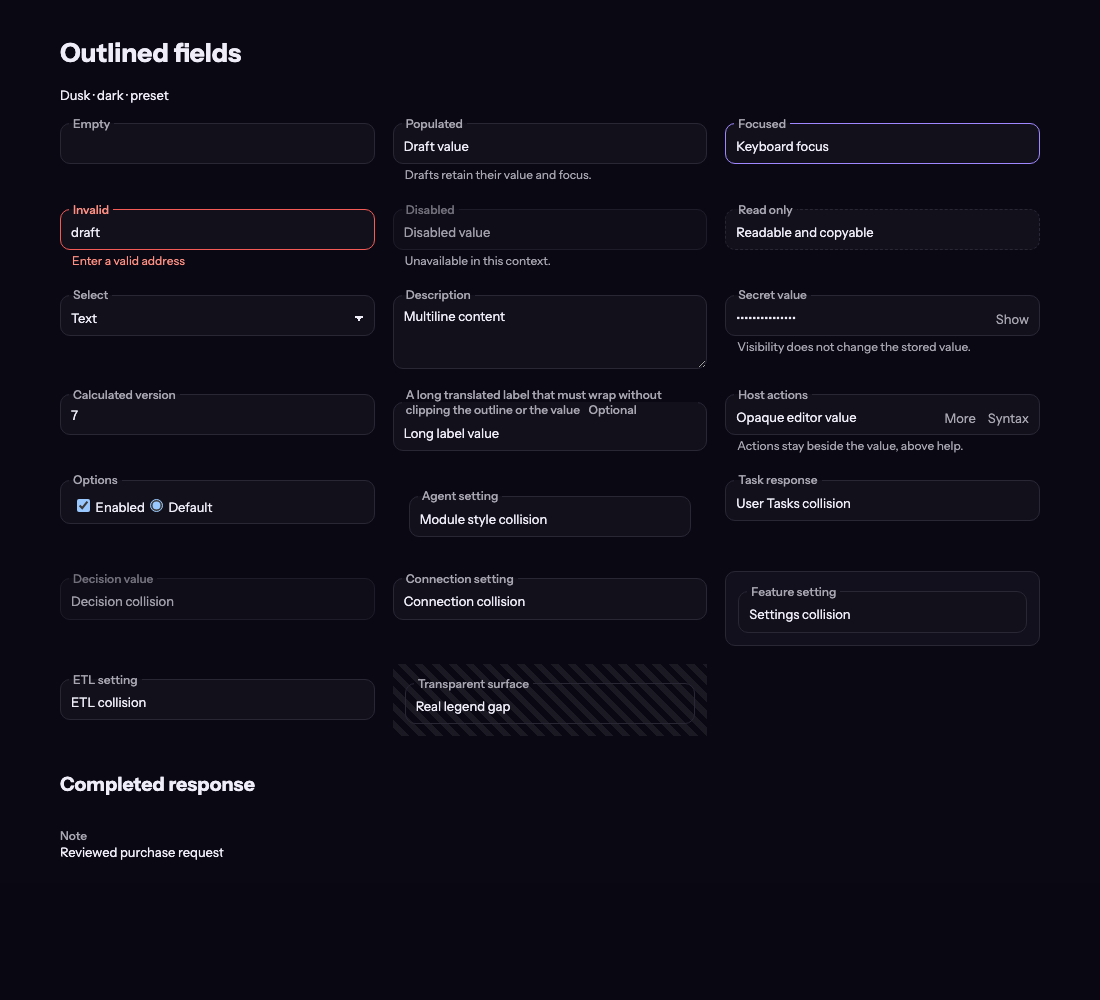 Outlined fields
Dusk · dark · preset
Empty
Populated
Draft value
Drafts retain their value and focus.
Focused
Keyboard focus
Invalid
draft
Enter a valid address
Disabled
Disabled value
Unavailable in this context.
Read only
Readable and copyable
Select
Text
Description
Multiline content
Secret value
•••••••••••••••
Show
Visibility does not change the stored value.
Calculated version
7
A long translated label that must wrap without
clipping the outline or the value Optional
Long label value
Host actions
Opaque editor value
More Syntax
Actions stay beside the value, above help.
Options
Enabled Default
Agent setting
Module style collision
Task response
User Tasks collision
Decision value
Decision collision
Connection setting
Connection collision
Feature setting
Settings collision
ETL setting
ETL collision
Transparent surface
Real legend gap
Completed response
Note
Reviewed purchase request